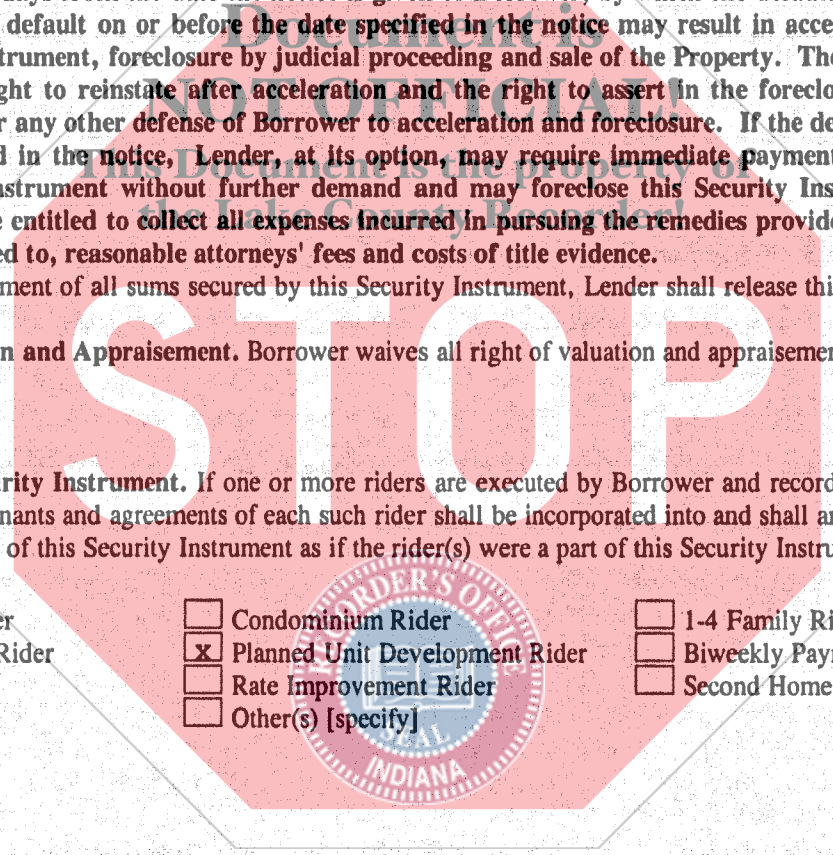 default on or before the date specified in the notice may result in acce
strument, foreclosure by judicial proceeding and sale of the Property. The
ght to reinstate after acceleration and the right to assert in the foreclo
r any other defense of Borrower to acceleration and foreclosure. If the de
d in the notice, Lender, at its option, may require immediate payment
nstrument without further demand and may foreclose this Security Ins
e entitled to collect all expenses incurred in pursuing the remedies provid
ed to, reasonable attorneys' fees and costs of title evidence.
ment of all sums secured by this Security Instrument, Lender shall release thi
n and Appraisement. Borrower waives all right of valuation and appraisemen
rity Instrument. If one or more riders are executed by Borrower and record
nants and agreements of each such rider shall be incorporated into and shall a
of this Security Instrument as if the rider(s) were a part of this Security Instru
er Condominium Rider 1-4 Family Ri
Rider x Planned Unit Development Rider Biweekly Payn
Rate Improvement Rider Second Home
Other(s) [specify]
Document is
NOT OFFICIAL!
This Document is the property of
the Lake County Recorder!
STOP
RECORDER'S OFFICE
SEAL
INDIANA